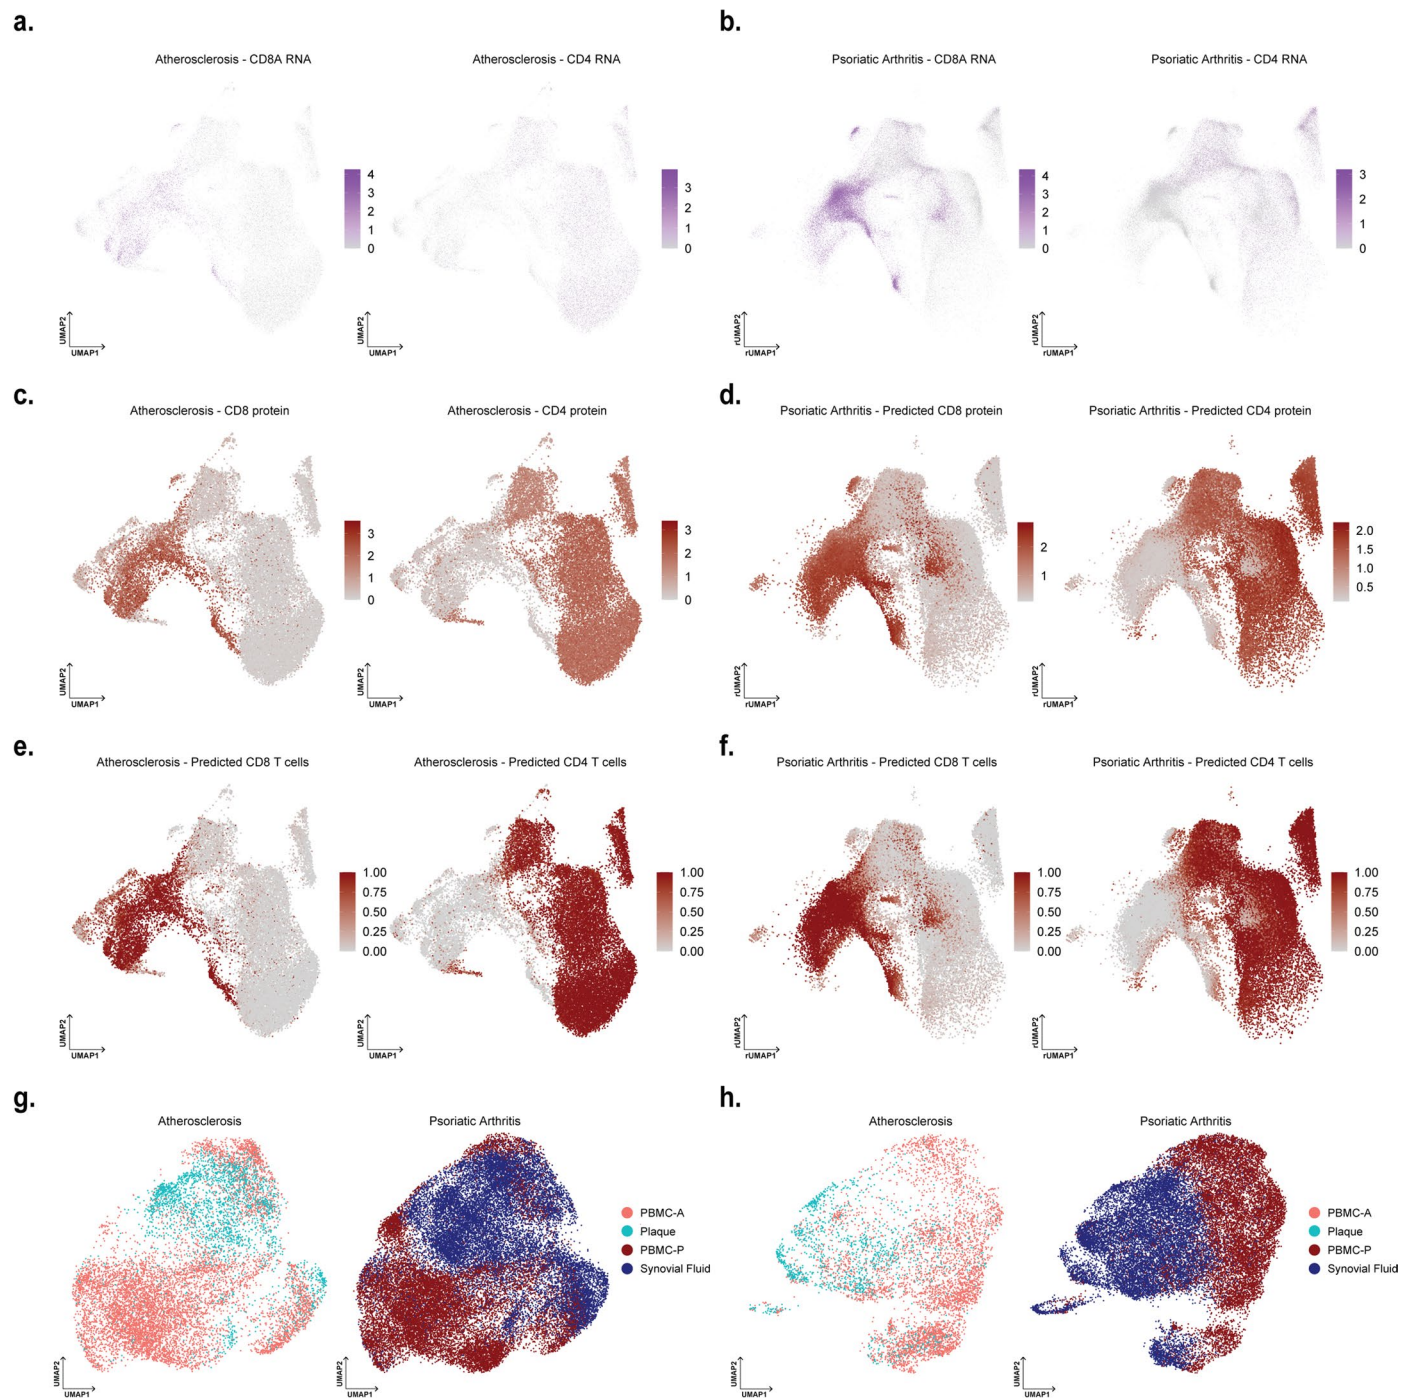 a.
Atherosclerosis - CD8A RNA
4
3
2
1
0
UMAP2
UMAP1
Atherosclerosis - CD4 RNA
3
2
1
0
UMAP2
UMAP1
b.
Psoriatic Arthritis - CD8A RNA
4
3
2
1
0
rUMAP2
rUMAP1
Psoriatic Arthritis - CD4 RNA
3
2
1
0
rUMAP2
rUMAP1
c.
Atherosclerosis - CD8 protein
3
2
1
0
UMAP2
UMAP1
Atherosclerosis - CD4 protein
3
2
1
0
UMAP2
UMAP1
d.
Psoriatic Arthritis - Predicted CD8 protein
2
1
rUMAP2
rUMAP1
Psoriatic Arthritis - Predicted CD4 protein
2.0
1.5
1.0
0.5
rUMAP2
rUMAP1
e.
Atherosclerosis - Predicted CD8 T cells
1.00
0.75
0.50
0.25
0.00
UMAP2
UMAP1
Atherosclerosis - Predicted CD4 T cells
1.00
0.75
0.50
0.25
0.00
UMAP2
UMAP1
f.
Psoriatic Arthritis - Predicted CD8 T cells
1.00
0.75
0.50
0.25
0.00
rUMAP2
rUMAP1
Psoriatic Arthritis - Predicted CD4 T cells
1.00
0.75
0.50
0.25
0.00
rUMAP2
rUMAP1
g.
Atherosclerosis
UMAP2
UMAP1
Psoriatic Arthritis
UMAP2
UMAP1
PBMC-A
Plaque
PBMC-P
Synovial Fluid
h.
Atherosclerosis
UMAP2
UMAP1
Psoriatic Arthritis
UMAP2
UMAP1
PBMC-A
Plaque
PBMC-P
Synovial Fluid